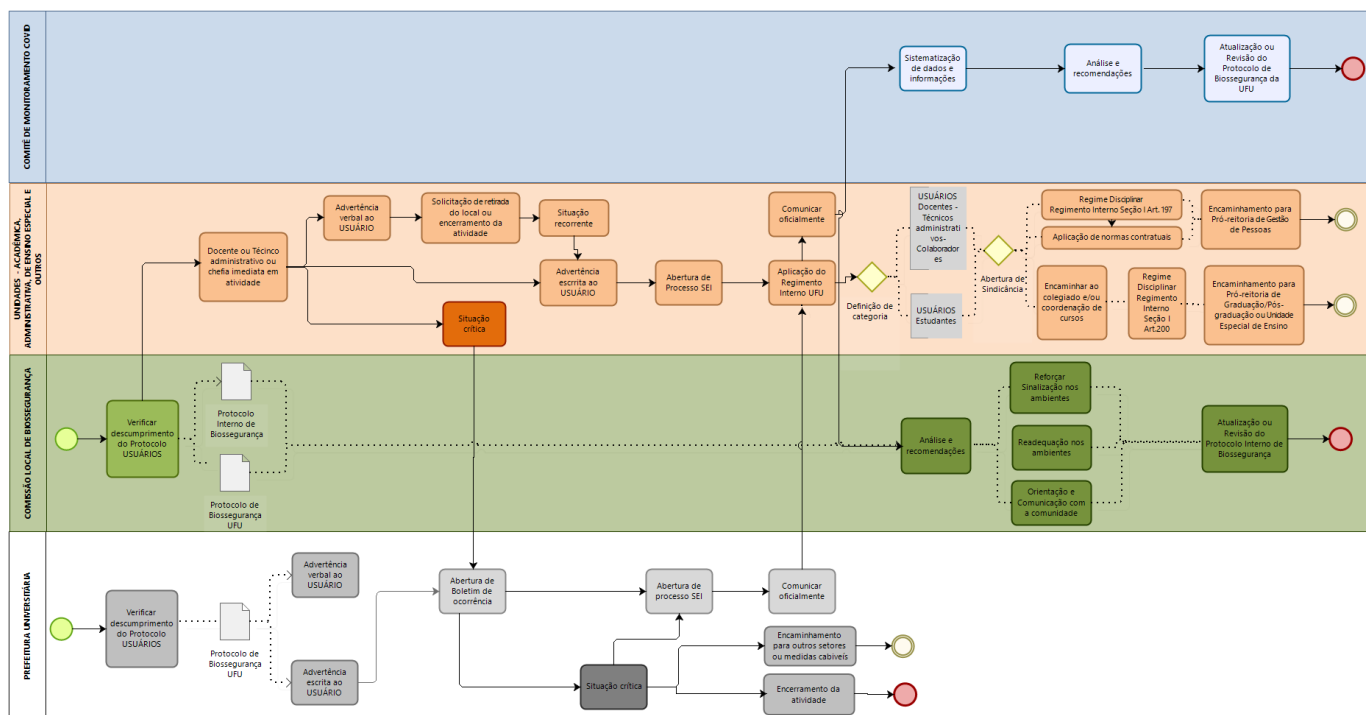 COMITÊ DE MONITORAMENTO COVID
Sistematização
de dados e
informações
Análise e
recomendações
Atualização ou
Revisão do
Protocolo de
Biossegurança da
UFU
UNIDADES - ACADÊMICA,
ADMINISTRATIVA, DE ENSINO ESPECIAL E
OUTROS
Docente ou Técinco
administrativo ou
chefia imediata em
atividade
Advertência
verbal ao
USUÁRIO
Solicitação de retirada
do local ou
encerramento da
atividade
Situação
recorrente
Advertência
escrita ao
USUÁRIO
Situação
crítica
Abertura de
Processo SEI
Comunicar
oficialmente
Aplicação do
Regimento
Interno UFU
Definição de
categoria
USUÁRIOS
Docentes -
Técnicos
administrati
vos-
Colaborador
es
USUÁRIOS
Estudantes
Abertura de
Sindicância
Regime Disciplinar
Regimento Interno Seção I Art. 197
Aplicação de normas contratuais
Encaminhamento para
Pró-reitoria de Gestão
de Pessoas
Encaminhar ao
colegiado e/ou
coordenação de
cursos
Regime
Disciplinar
Regimento
Interno
Seção I
Art.200
Encaminhamento para
Pró-reitoria de
Graduação/Pós-
graduação ou Unidade
Especial de Ensino
COMISSÃO LOCAL DE BIOSSEGURANÇA
Verificar
descumprimento
do Protocolo
USUÁRIOS
Protocolo
Interno de
Biossegurança
Protocolo de
Biossegurança
UFU
Análise e
recomendações
Reforçar
Sinalização nos
ambientes
Readequação nos
ambientes
Orientação e
Comunicação com
a comunidade
Atualização ou
Revisão do
Protocolo Interno de
Biossegurança
PREFEITURA UNIVERSITÁRIA
Verificar
descumprimento
do Protocolo
USUÁRIOS
Protocolo de
Biossegurança
UFU
Advertência
verbal ao
USUÁRIO
Advertência
escrita ao
USUÁRIO
Abertura de
Boletim de
ocorrência
Situação crítica
Abertura de
processo SEI
Comunicar
oficialmente
Encaminhamento
para outros setores
ou medidas cabiveís
Encerramento da
atividade